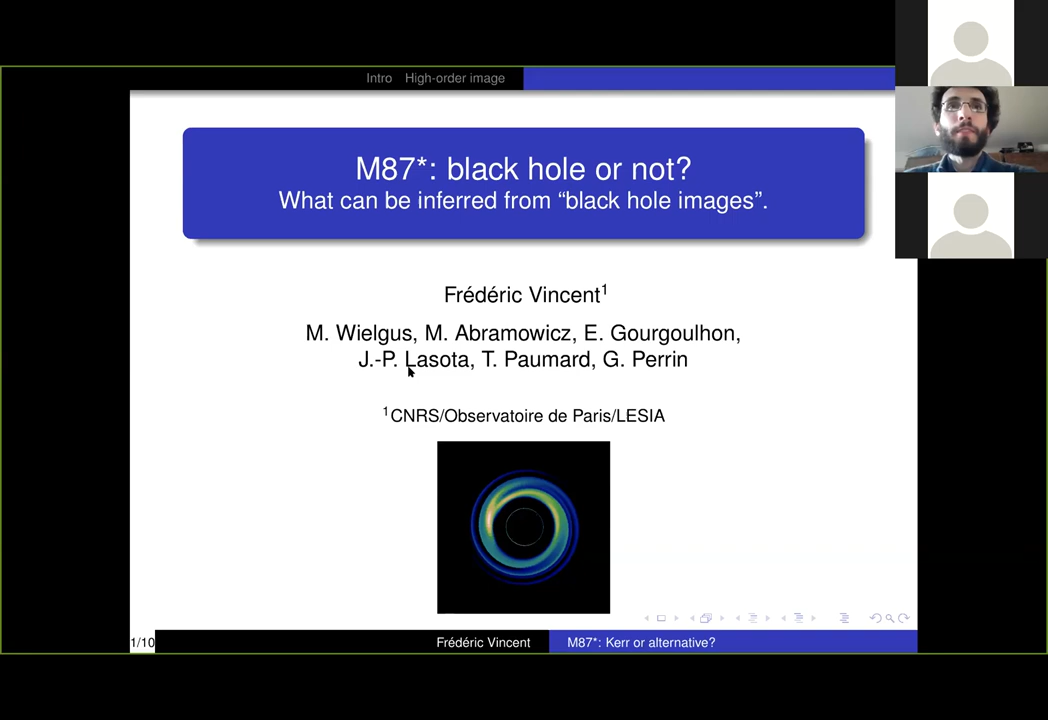 Intro High-order image
M87*: black hole or not?
What can be inferred from “black hole images”.
Frédéric Vincent¹
M. Wielgus, M. Abramowicz, E. Gourgoulhon,
J.-P. Lasota, T. Paumard, G. Perrin
¹CNRS/Observatoire de Paris/LESIA
1/10 Frédéric Vincent M87*: Kerr or alternative?